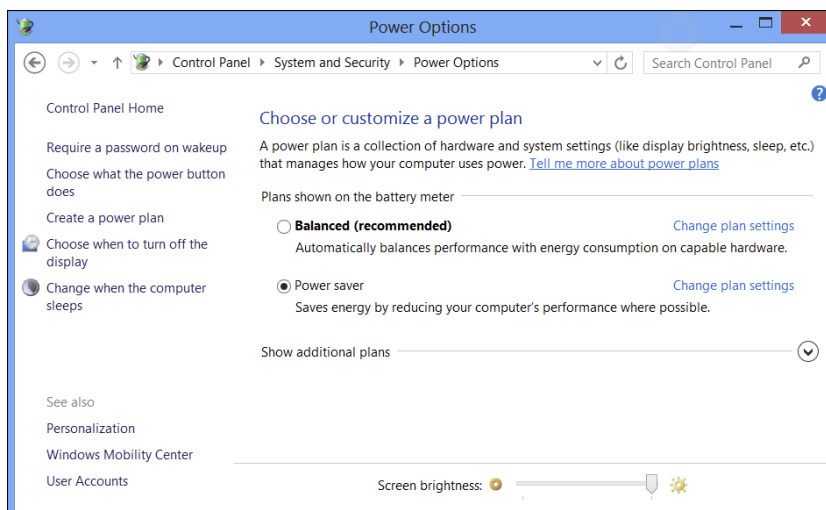 Power Options
Control Panel System and Security Power Options
Search Control Panel
Control Panel Home
Require a password on wakeup
Choose what the power button
does
Create a power plan
Choose when to turn off the
display
Change when the computer
sleeps
See also
Personalization
Windows Mobility Center
User Accounts
Choose or customize a power plan
A power plan is a collection of hardware and system settings (like display brightness, sleep, etc.)
that manages how your computer uses power. Tell me more about power plans
Plans shown on the battery meter
Balanced (recommended) Change plan settings
Automatically balances performance with energy consumption on capable hardware.
Power saver Change plan settings
Saves energy by reducing your computer's performance where possible.
Show additional plans
Screen brightness: